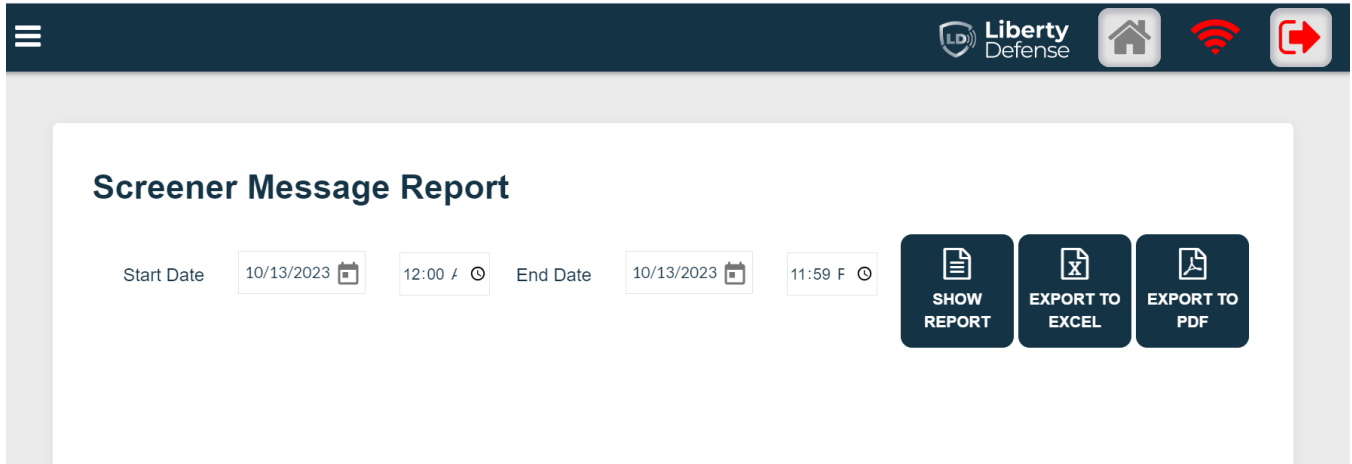 LD
Liberty
Defense
Screener Message Report
Start Date 10/13/2023 12:00 End Date 10/13/2023 11:59
SHOW
REPORT
EXPORT TO
EXCEL
EXPORT TO
PDF